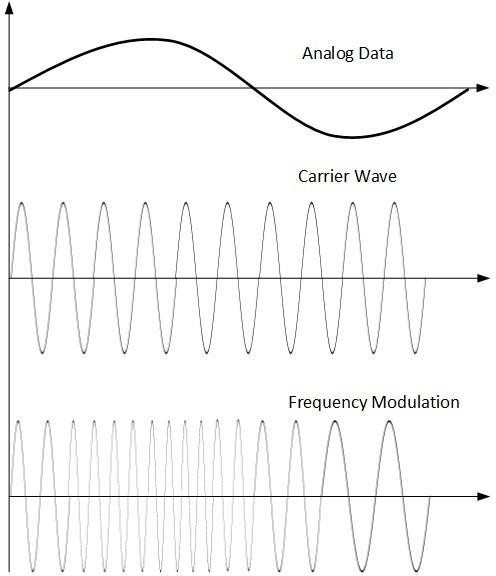 Analog Data
Carrier Wave
Frequency Modulation